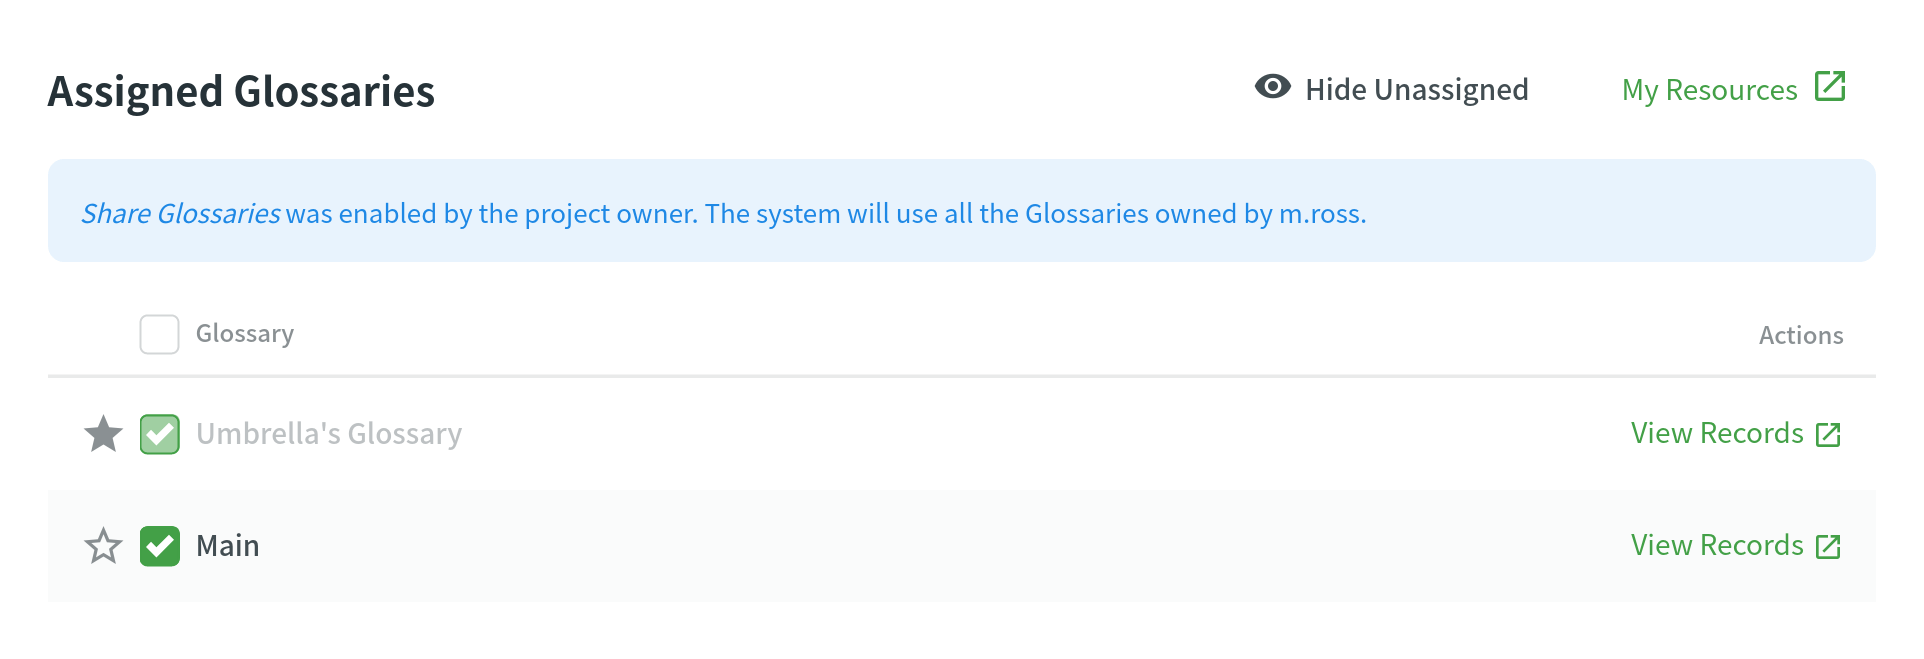 Assigned Glossaries
Hide Unassigned
My Resources
Share Glossaries was enabled by the project owner. The system will use all the Glossaries owned by m.ross.
Glossary
Actions
Umbrella's Glossary
View Records
Main
View Records